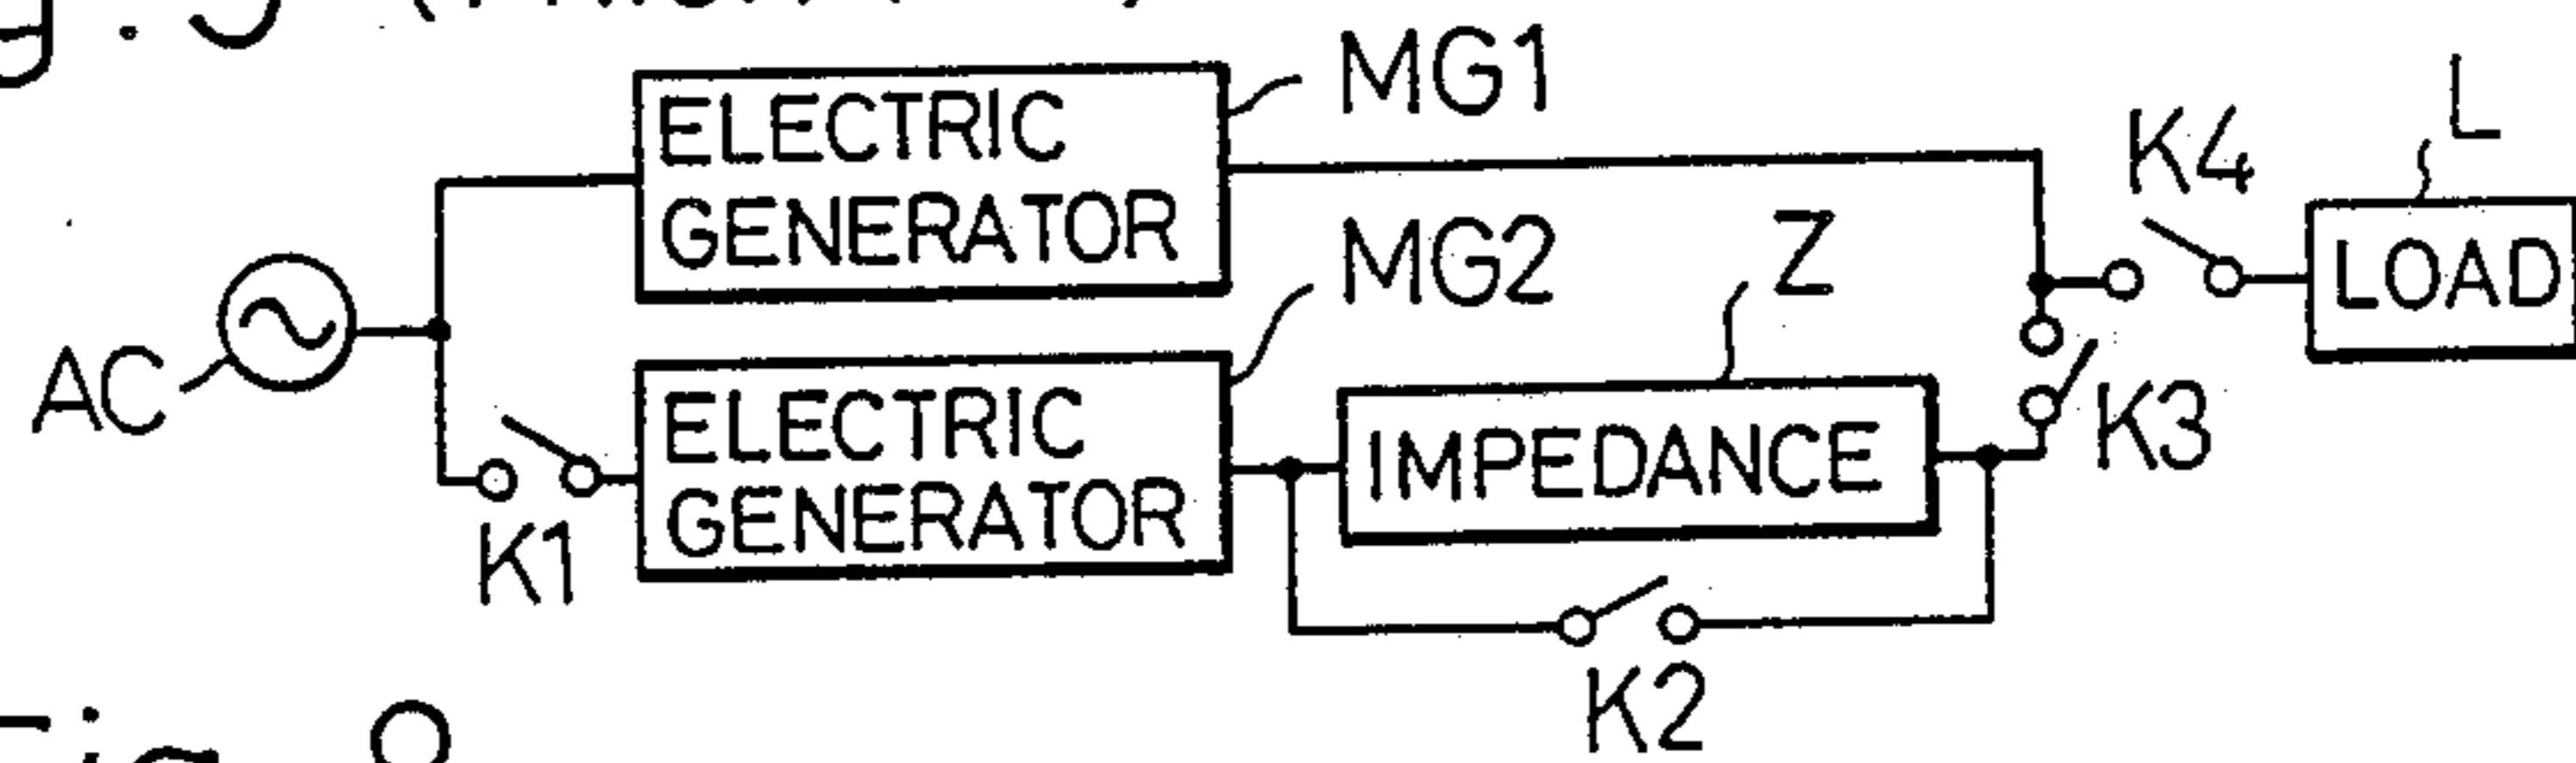 MG1
ELECTRIC
GENERATOR
L
K4
LOAD
MG2
Z
AC
ELECTRIC
GENERATOR
IMPEDANCE
K3
K1
K2